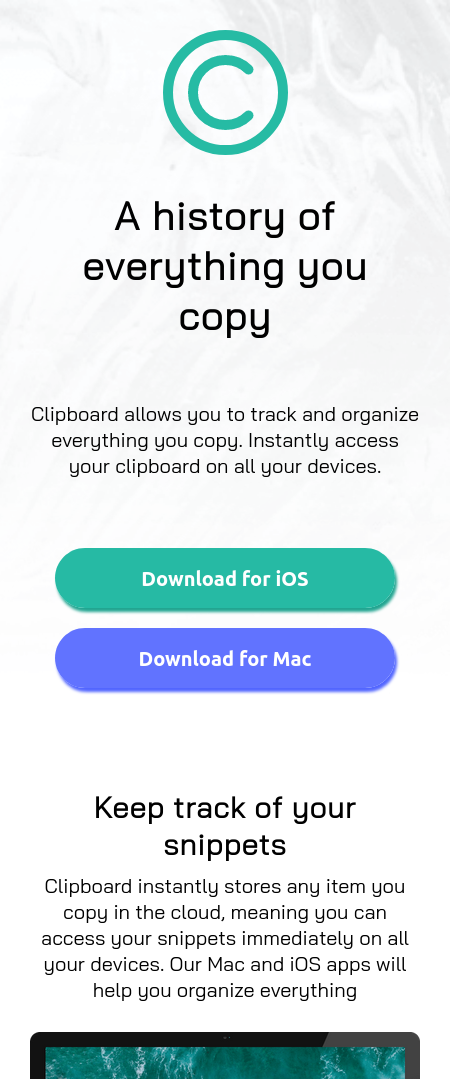 A history of
everything you
copy
Clipboard allows you to track and organize
everything you copy. Instantly access
your clipboard on all your devices.
Download for iOS
Download for Mac
Keep track of your
snippets
Clipboard instantly stores any item you
copy in the cloud, meaning you can
access your snippets immediately on all
your devices. Our Mac and iOS apps will
help you organize everything